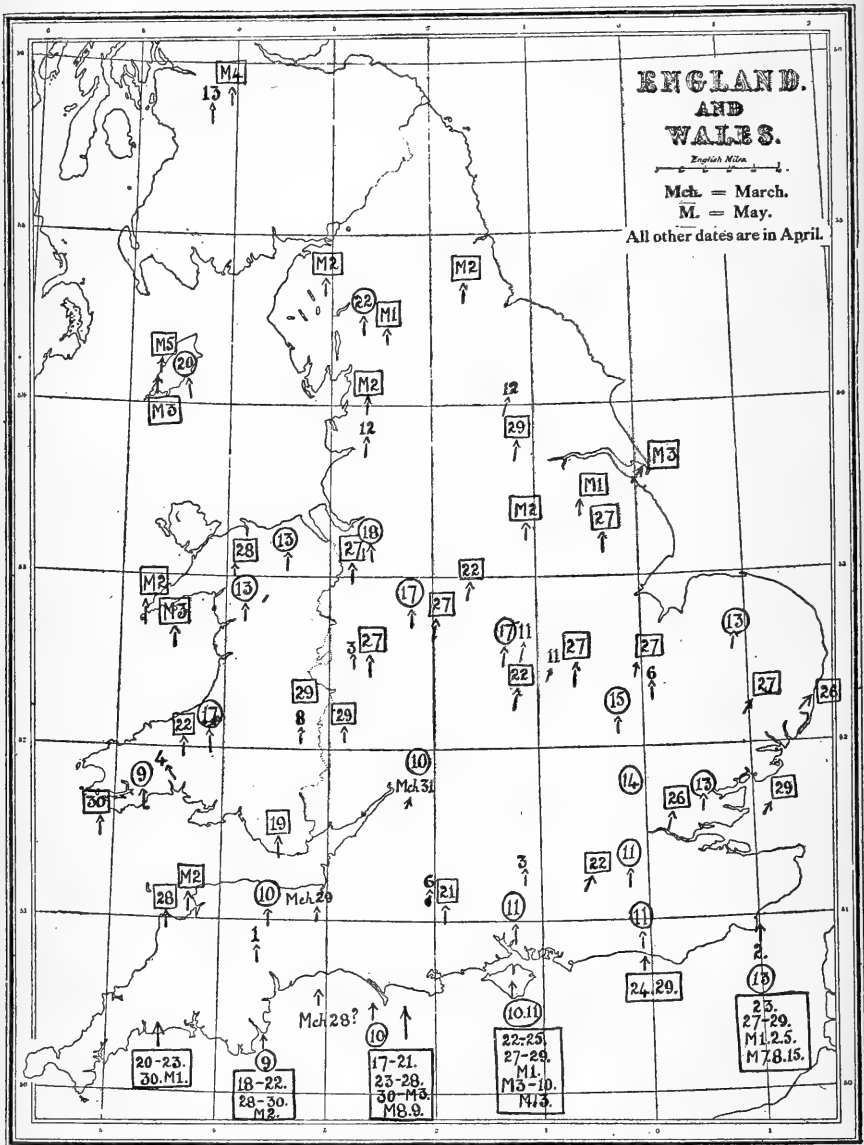 ENGLAND.
AND
WALES.
English Miles
Mch. = March.
M. = May.
All other dates are in April.
M4
13
M2
M2
22
M1
M5
20
M3
M2
12
12
29
M3
M1
M2
27
28
13
27
18
22
M2
13
M3
17
27
13
17
11
3
27
11
27
27
22
6
29
8
29
27
26
15
22
17
10
Mch31
4
9
30
14
26
13
29
19
3
22
11
M2
28
10
Mch 29
6
21
11
11
1
2.
13
24.29.
Mch 28?
10
10.11
9
20-23.
30.M1.
18-22.
28-30.
M2.
17-21.
23-28.
30-M3.
M8.9.
22-25.
27-29.
M1.
M3-10.
M13.
23.
27-29.
M1.2.5.
M7.8.15.